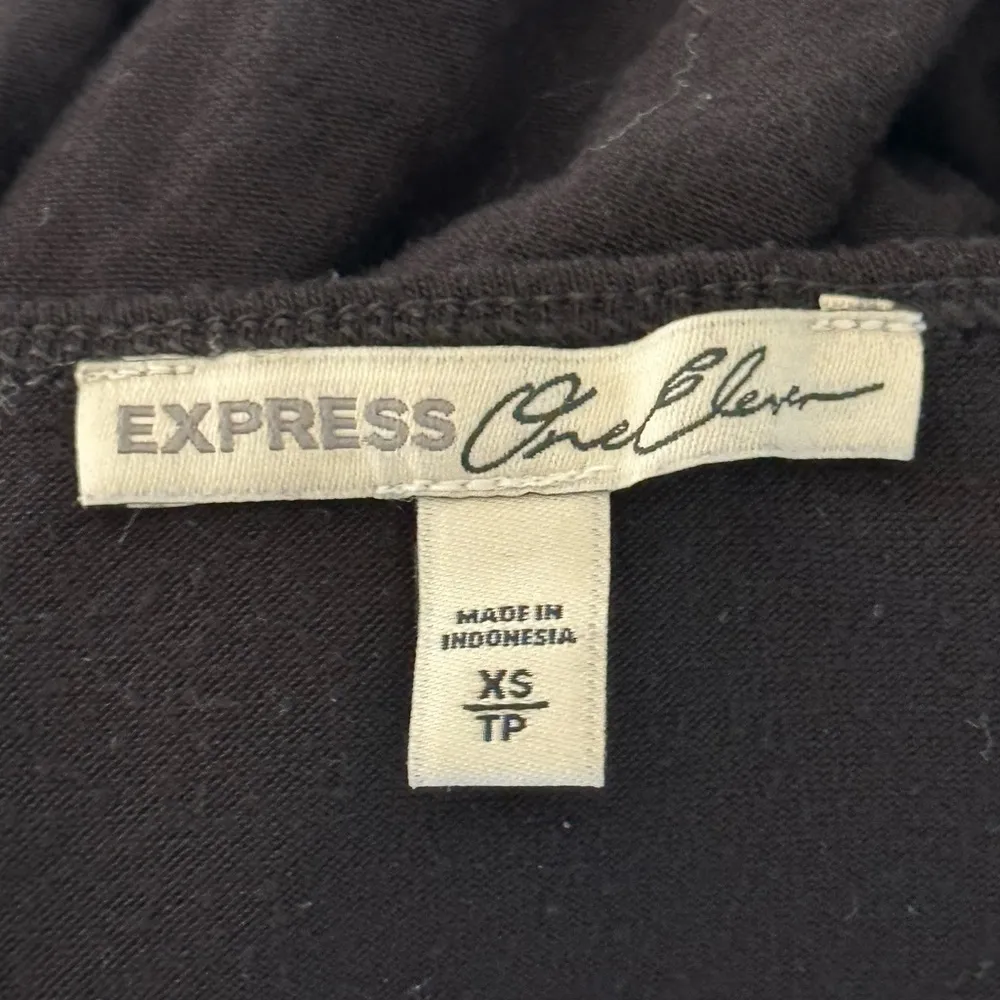 EXPRESS One Eleven
MADE IN
INDONESIA
XS
TP